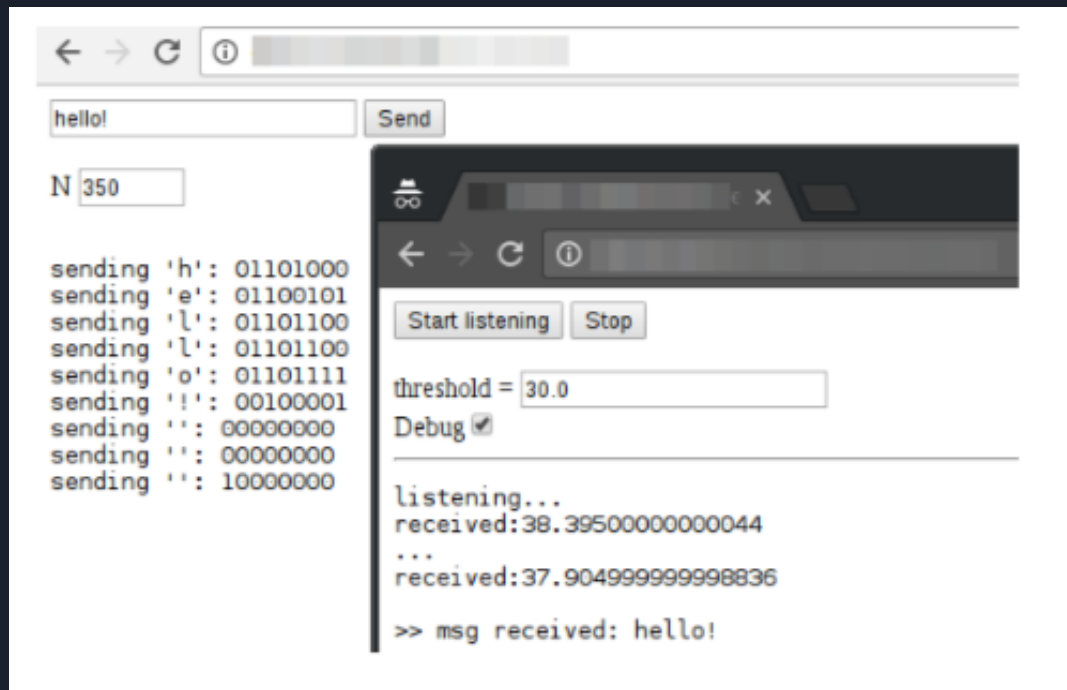 hello!
Send
N 350
sending 'h': 01101000
sending 'e': 01100101
sending 'l': 01101100
sending 'l': 01101100
sending 'o': 01101111
sending '!': 00100001
sending '': 00000000
sending '': 00000000
sending '': 10000000
Start listening
Stop
threshold = 30.0
Debug
listening...
received:38.39500000000044
...
received:37.904999999998836
>> msg received: hello!